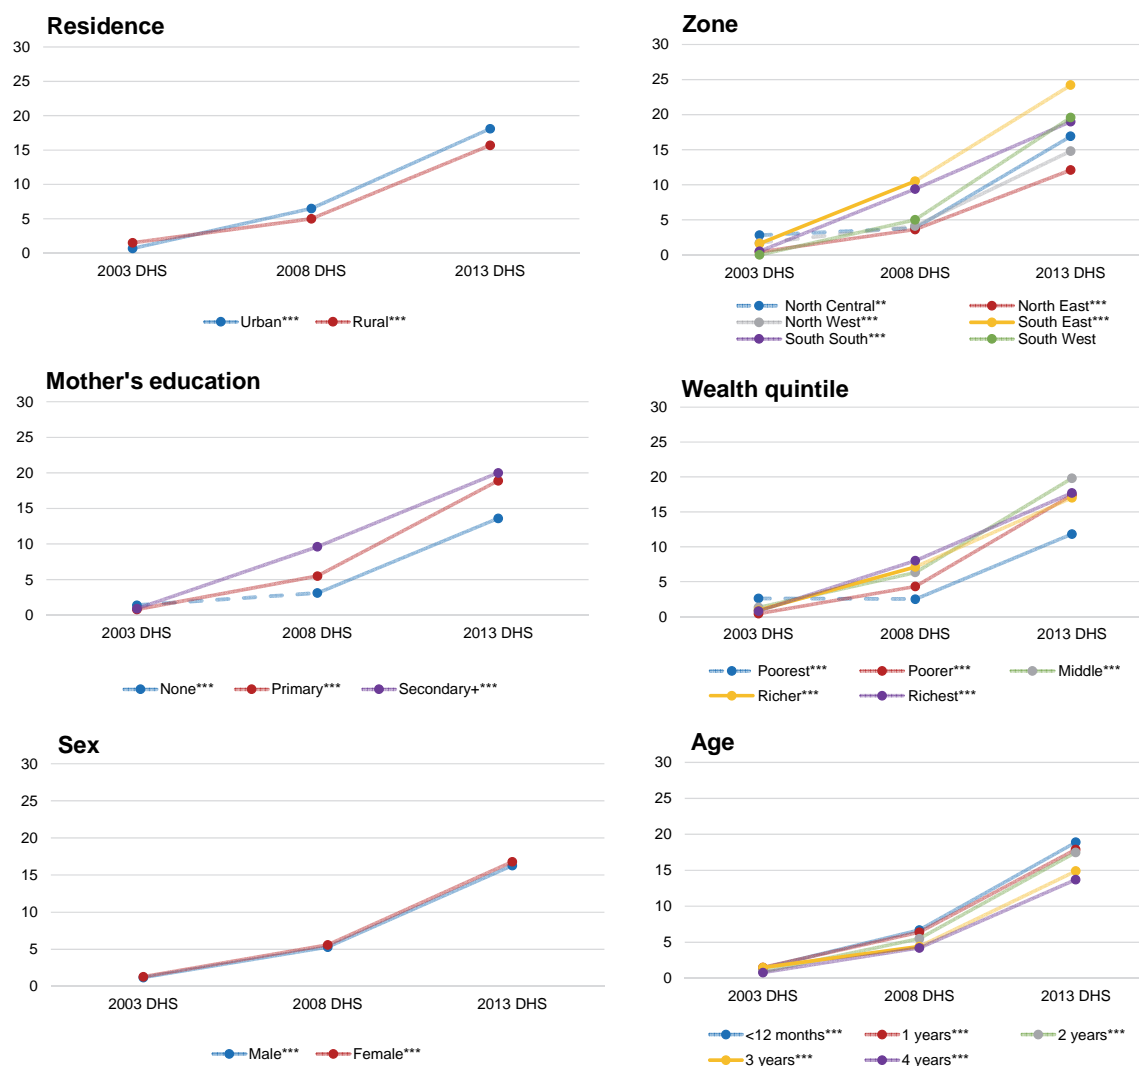 Residence
30
25
20
15
10
5
0
2003 DHS 2008 DHS 2013 DHS
Urban*** Rural***
Zone
30
25
20
15
10
5
0
2003 DHS 2008 DHS 2013 DHS
North Central** North East***
North West*** South East***
South South*** South West
Mother's education
30
25
20
15
10
5
0
2003 DHS 2008 DHS 2013 DHS
None*** Primary*** Secondary+***
Wealth quintile
30
25
20
15
10
5
0
2003 DHS 2008 DHS 2013 DHS
Poorest*** Poorer*** Middle***
Richer*** Richest***
Sex
30
25
20
15
10
5
0
2003 DHS 2008 DHS 2013 DHS
Male*** Female***
Age
30
25
20
15
10
5
0
2003 DHS 2008 DHS 2013 DHS
<12 months*** 1 years*** 2 years***
3 years*** 4 years***